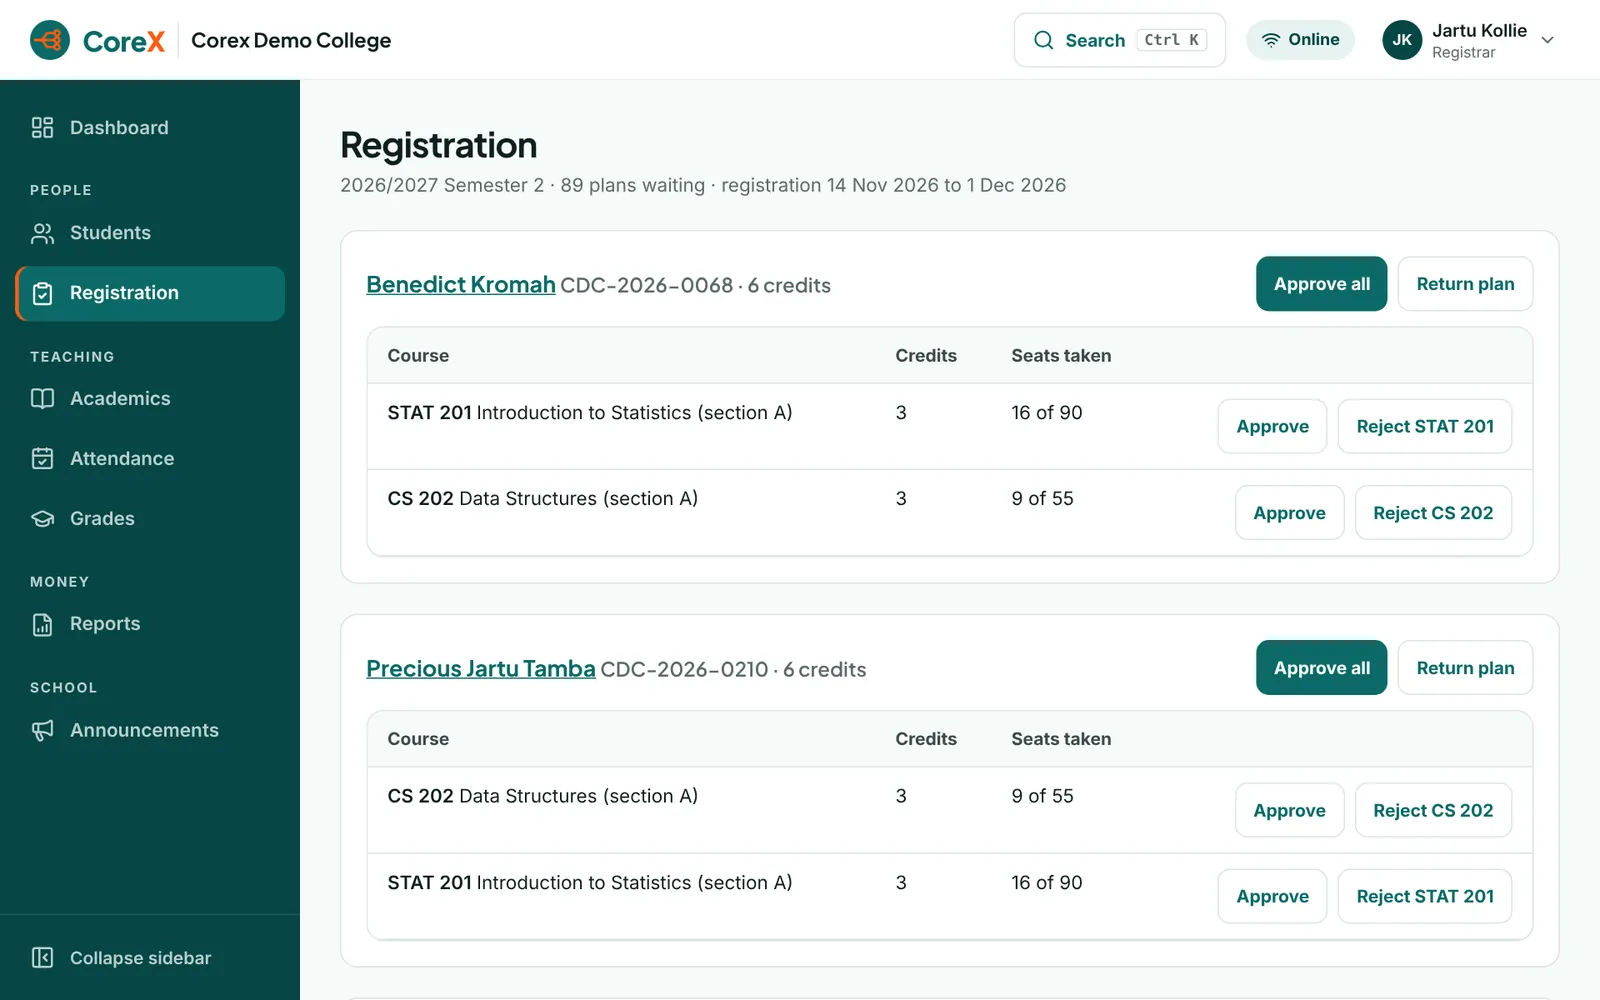 CoreX
Corex Demo College
Search Ctrl K
Online
JK
Jartu Kollie
Registrar
Dashboard
PEOPLE
Students
Registration
TEACHING
Academics
Attendance
Grades
MONEY
Reports
SCHOOL
Announcements
Collapse sidebar
Registration
2026/2027 Semester 2 · 89 plans waiting · registration 14 Nov 2026 to 1 Dec 2026
Benedict Kromah CDC-2026-0068 · 6 credits
Approve all
Return plan
Course Credits Seats taken
STAT 201 Introduction to Statistics (section A) 3 16 of 90 Approve Reject STAT 201
CS 202 Data Structures (section A) 3 9 of 55 Approve Reject CS 202
Precious Jartu Tamba CDC-2026-0210 · 6 credits
Approve all
Return plan
Course Credits Seats taken
CS 202 Data Structures (section A) 3 9 of 55 Approve Reject CS 202
STAT 201 Introduction to Statistics (section A) 3 16 of 90 Approve Reject STAT 201